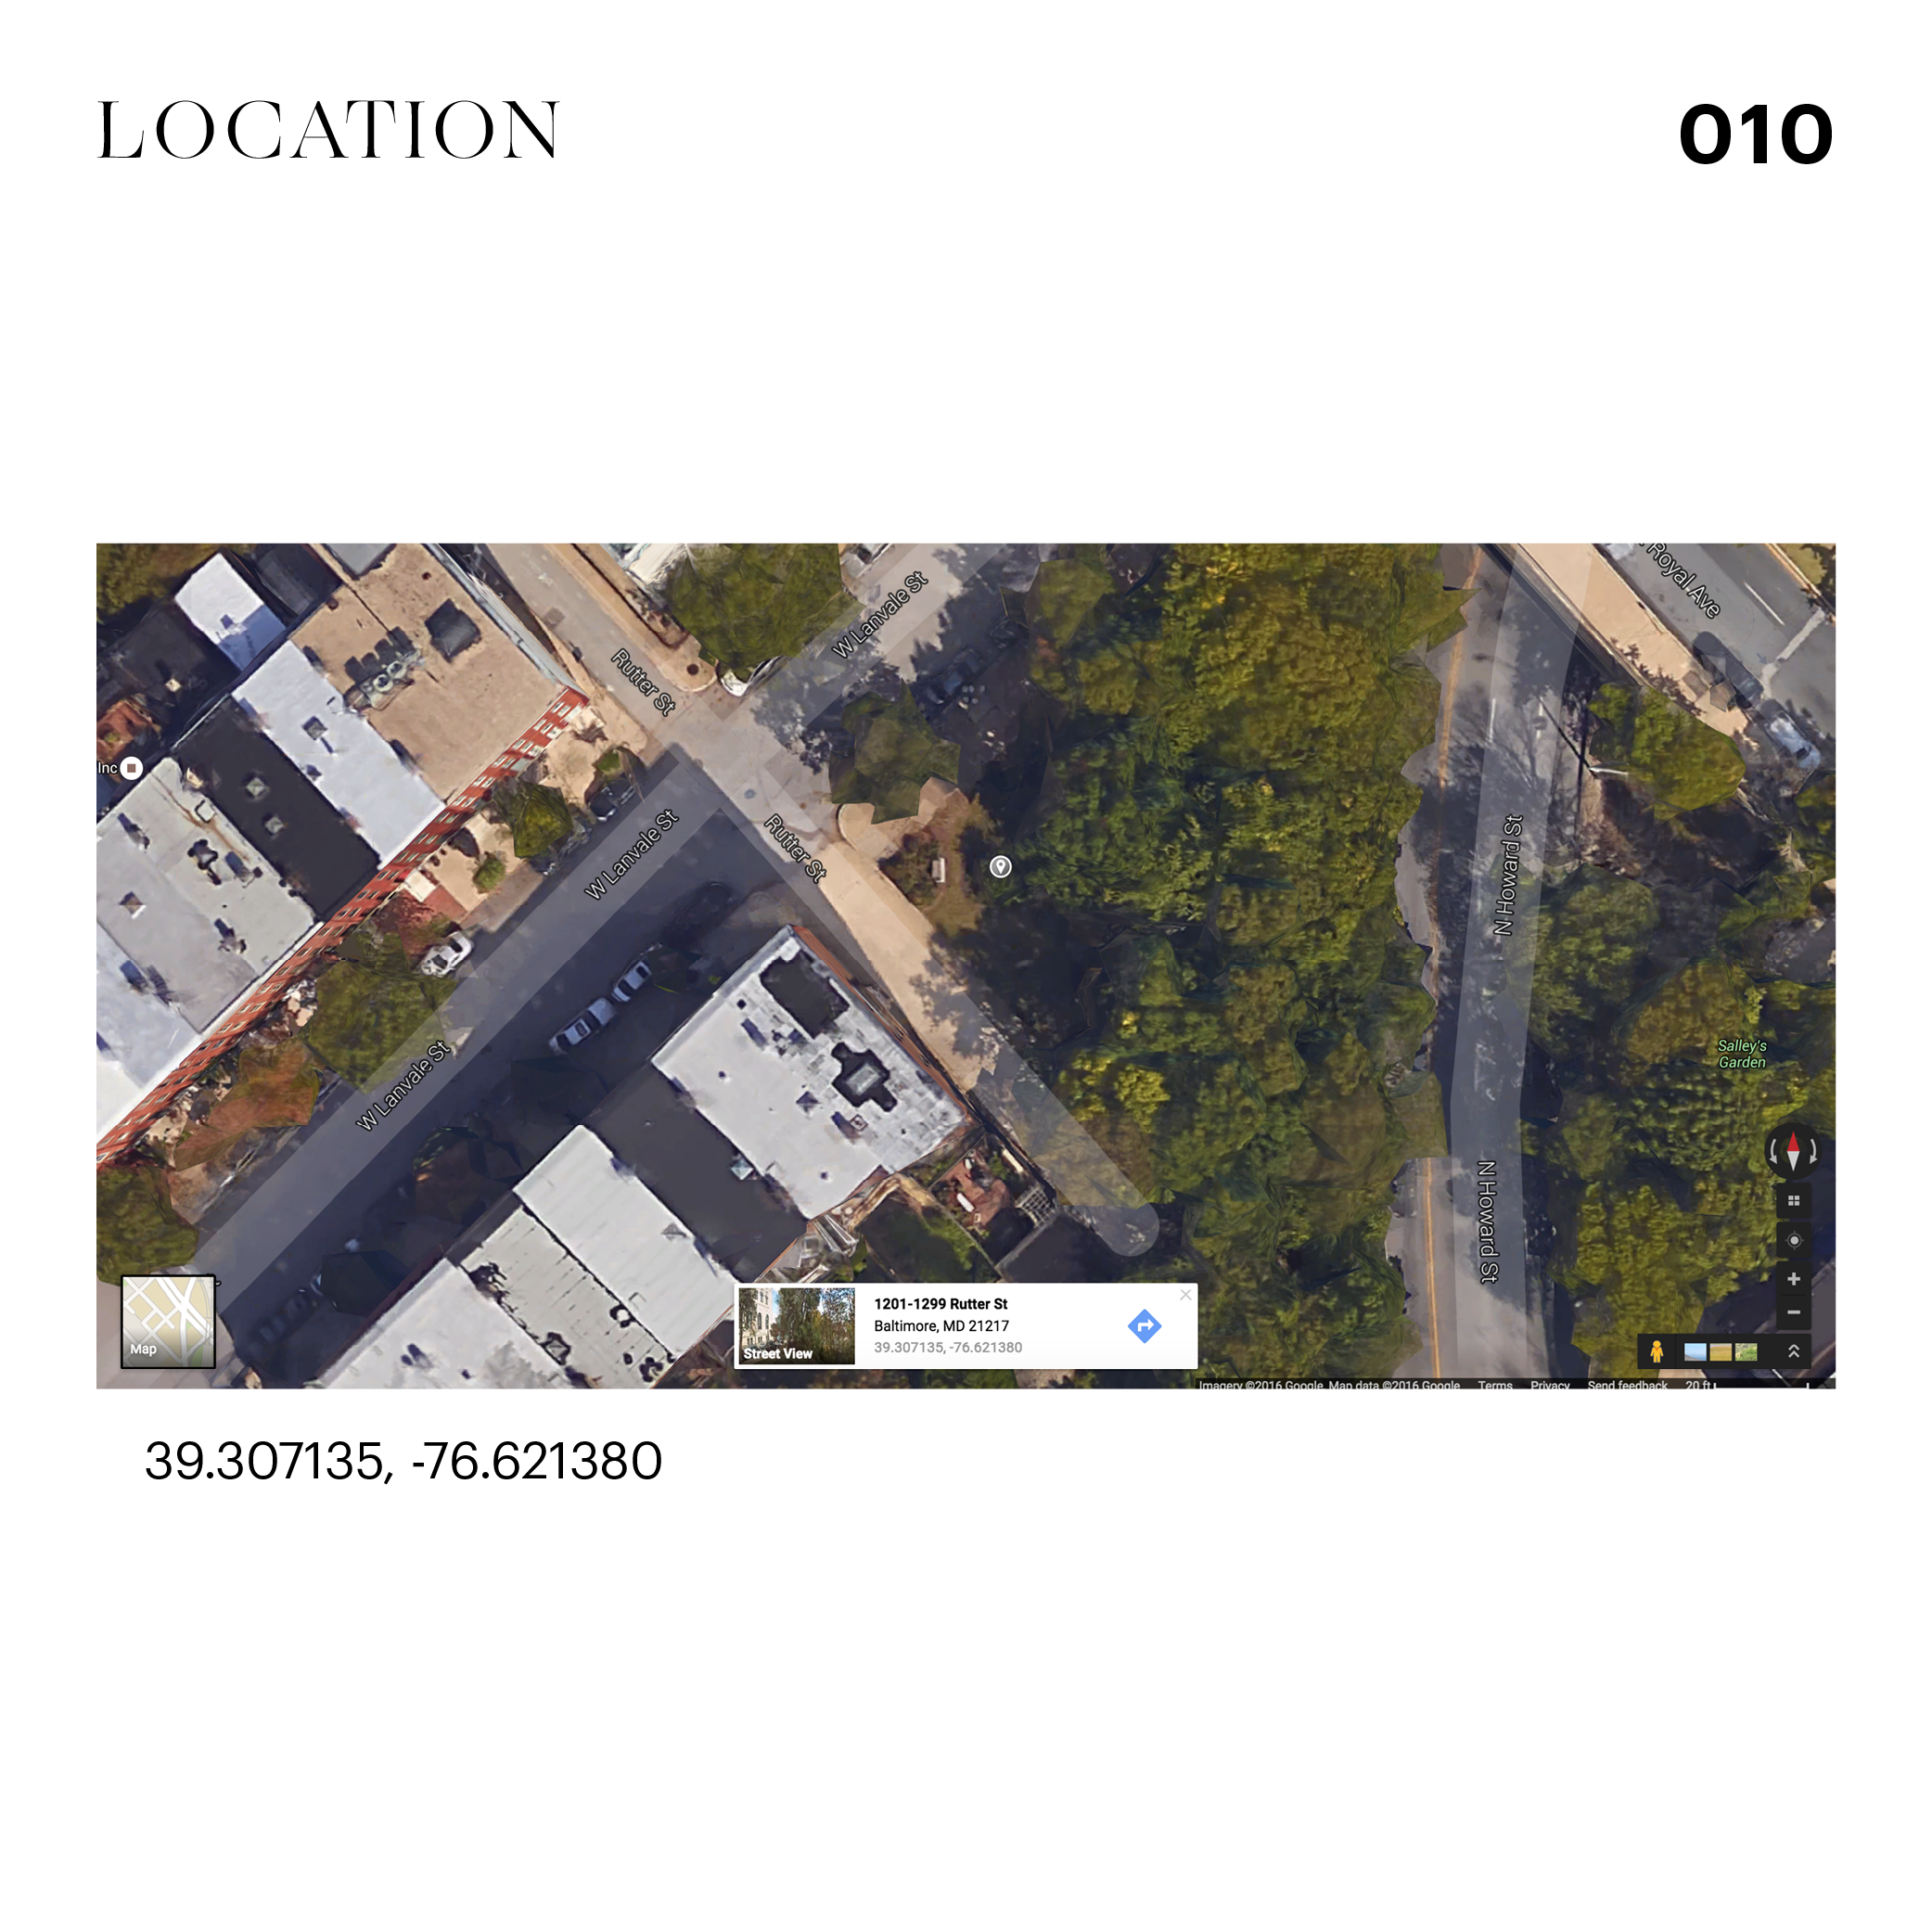 LOCATION
010
Royal Ave
W Lanvale St
Rutter St
Inc
W Lanvale St
Rutter St
N Howard St
Salley's
Garden
W Lanvale St
N Howard St
Map
Street View
1201-1299 Rutter St
Baltimore, MD 21217
39.307135, -76.621380
Imagery ©2016 Google, Map data ©2016 Google Terms Privacy Send feedback 20 ft
39.307135, -76.621380